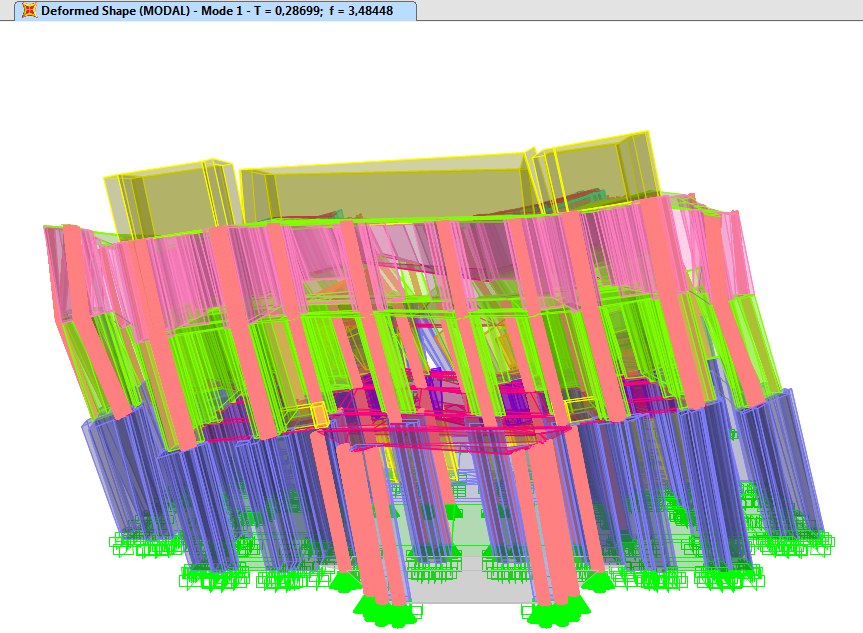 Deformed Shape (MODAL) - Mode 1 - T = 0,28699;  f = 3,48448